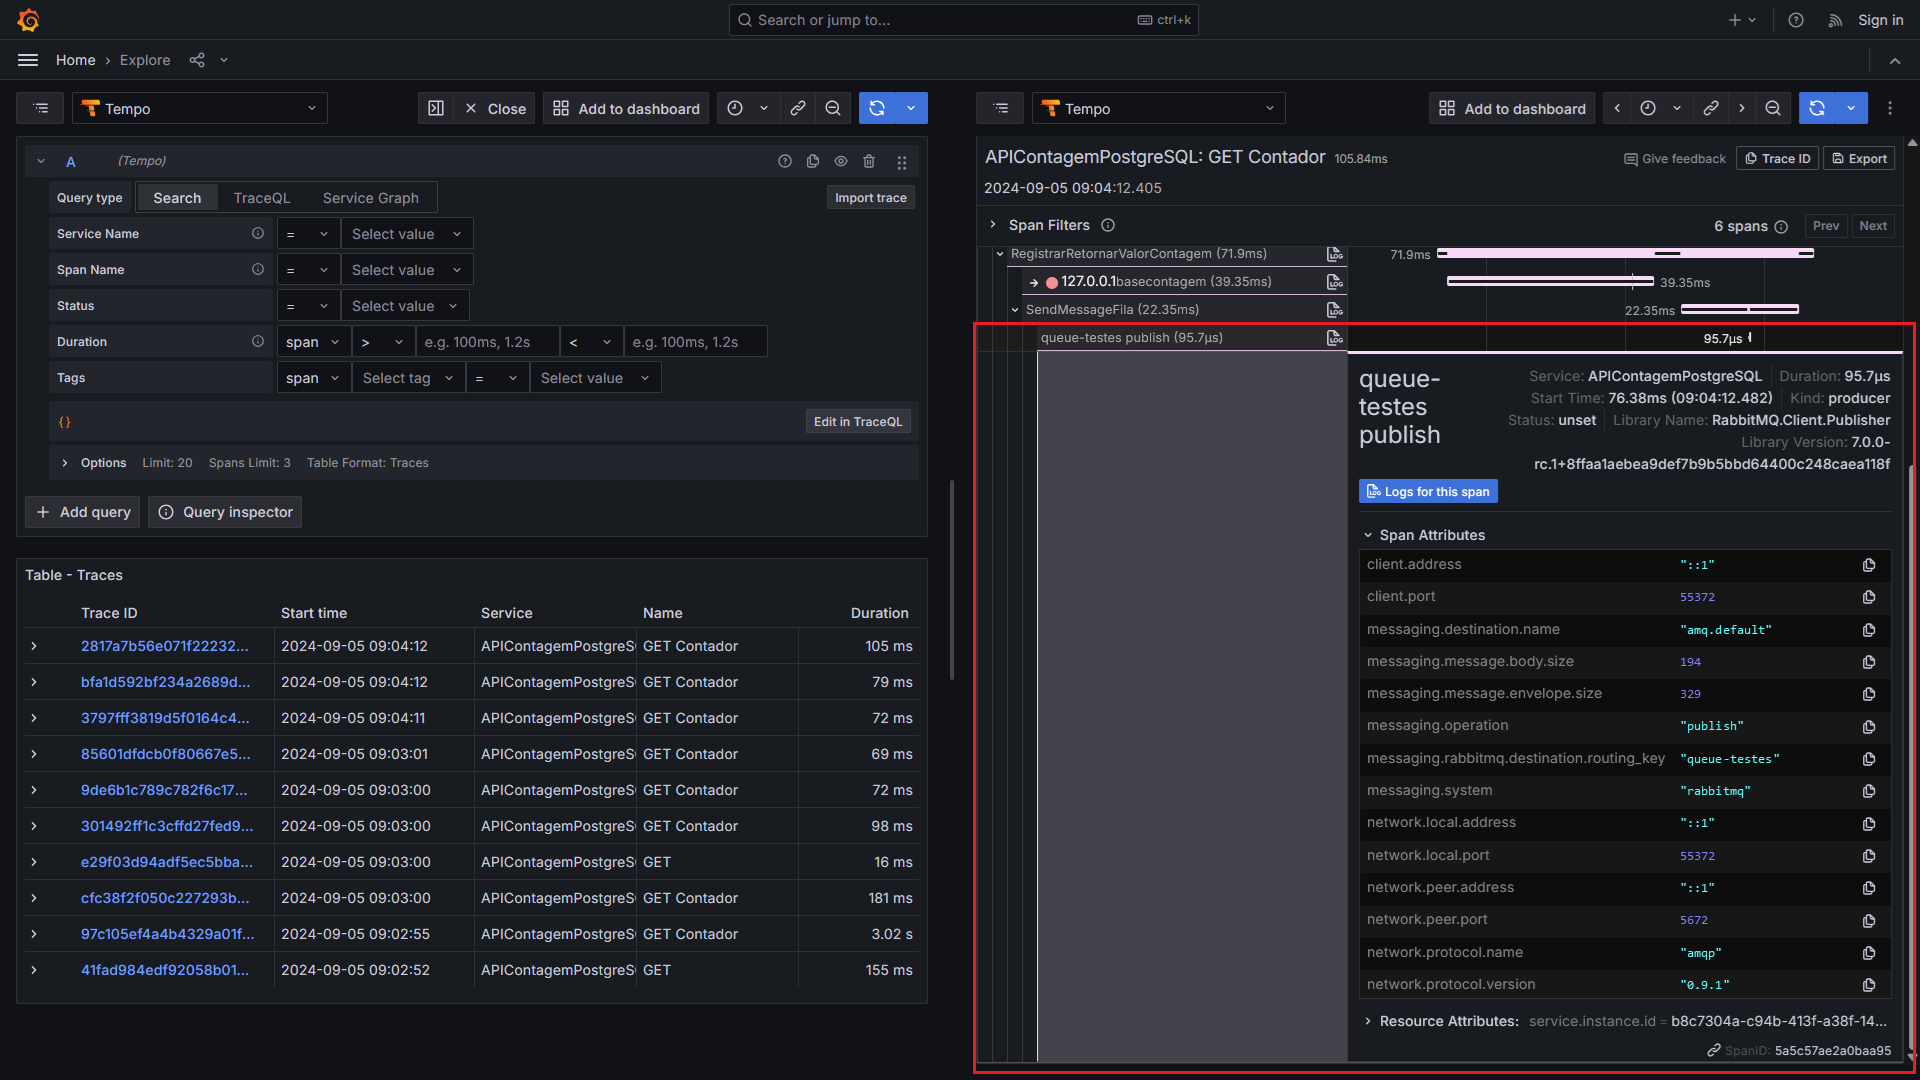 Search or jump to...
ctrl+k
Sign in
Home › Explore
Tempo
Close
Add to dashboard
A (Tempo)
Query type
Search
TraceQL
Service Graph
Import trace
Service Name = Select value
Span Name = Select value
Status = Select value
Duration span > e.g. 100ms, 1.2s < e.g. 100ms, 1.2s
Tags span Select tag = Select value
{}
Edit in TraceQL
Options Limit: 20 Spans Limit: 3 Table Format: Traces
+ Add query
Query inspector
Table - Traces
Trace ID Start time Service Name Duration
2817a7b56e071f22232... 2024-09-05 09:04:12 APIContagemPostgreS GET Contador 105 ms
bfa1d592bf234a2689d... 2024-09-05 09:04:12 APIContagemPostgreS GET Contador 79 ms
3797fff3819d5f0164c4... 2024-09-05 09:04:11 APIContagemPostgreS GET Contador 72 ms
85601dfdcb0f80667e5... 2024-09-05 09:03:01 APIContagemPostgreS GET Contador 69 ms
9de6b1c789c782f6c17... 2024-09-05 09:03:00 APIContagemPostgreS GET Contador 72 ms
301492ff1c3cffd27fed9... 2024-09-05 09:03:00 APIContagemPostgreS GET Contador 98 ms
e29f03d94adf5ec5bba... 2024-09-05 09:03:00 APIContagemPostgreS GET 16 ms
cfc38f2f050c227293b... 2024-09-05 09:03:00 APIContagemPostgreS GET Contador 181 ms
97c105ef4a4b4329a01f... 2024-09-05 09:02:55 APIContagemPostgreS GET Contador 3.02 s
41fad984edf92058b01... 2024-09-05 09:02:52 APIContagemPostgreS GET 155 ms
Tempo
Add to dashboard
APIContagemPostgreSQL: GET Contador 105.84ms
Give feedback
Trace ID
Export
2024-09-05 09:04:12.405
Span Filters
6 spans
Prev
Next
RegistrarRetornarValorContagem (71.9ms) LOG 71.9ms
127.0.0.1basecontagem (39.35ms) LOG 39.35ms
SendMessageFila (22.35ms) LOG 22.35ms
queue-testes publish (95.7μs) LOG 95.7μs
queue-
testes
publish
Service: APIContagemPostgreSQL Duration: 95.7μs
Start Time: 76.38ms (09:04:12.482) Kind: producer
Status: unset Library Name: RabbitMQ.Client.Publisher
Library Version: 7.0.0-
rc.1+8ffaa1aebea9def7b9b5bbd64400c248caea118f
LOG Logs for this span
Span Attributes
client.address "::1"
client.port 55372
messaging.destination.name "amq.default"
messaging.message.body.size 194
messaging.message.envelope.size 329
messaging.operation "publish"
messaging.rabbitmq.destination.routing_key "queue-testes"
messaging.system "rabbitmq"
network.local.address "::1"
network.local.port 55372
network.peer.address "::1"
network.peer.port 5672
network.protocol.name "amqp"
network.protocol.version "0.9.1"
Resource Attributes: service.instance.id = b8c7304a-c94b-413f-a38f-14...
SpanID: 5a5c57ae2a0baa95